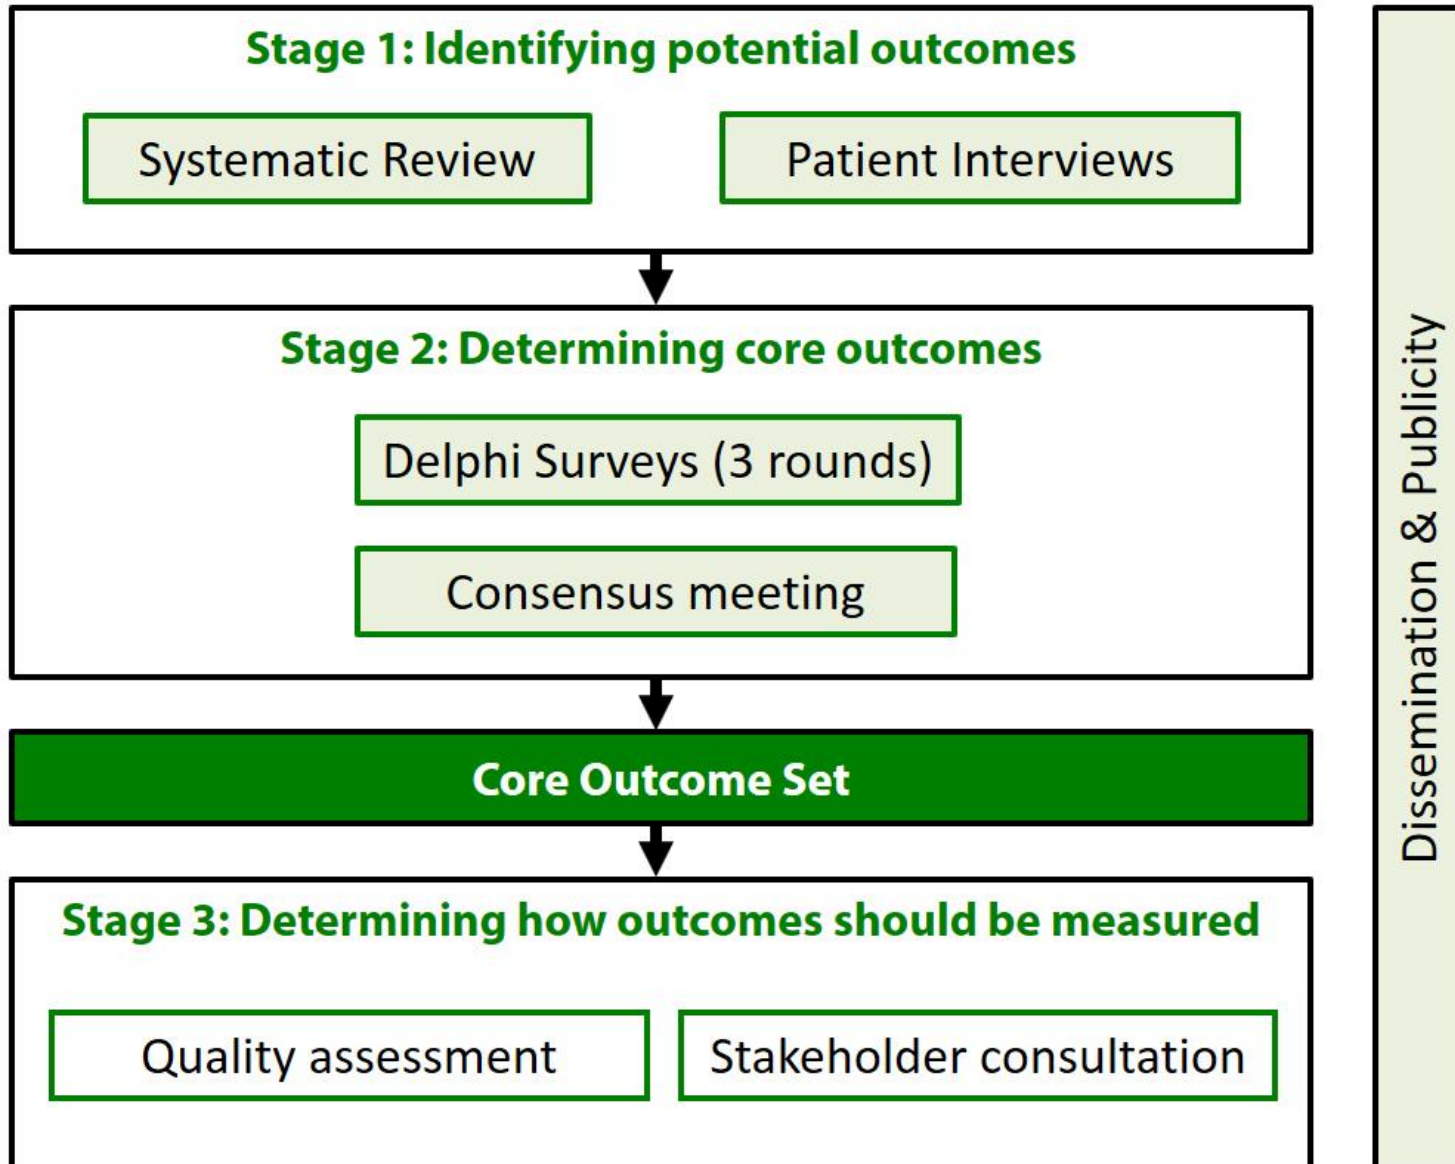 Stage 1: Identifying potential outcomes
Systematic Review
Patient Interviews
Stage 2: Determining core outcomes
Delphi Surveys (3 rounds)
Consensus meeting
Core Outcome Set
Stage 3: Determining how outcomes should be measured
Quality assessment
Stakeholder consultation
Dissemination & Publicity